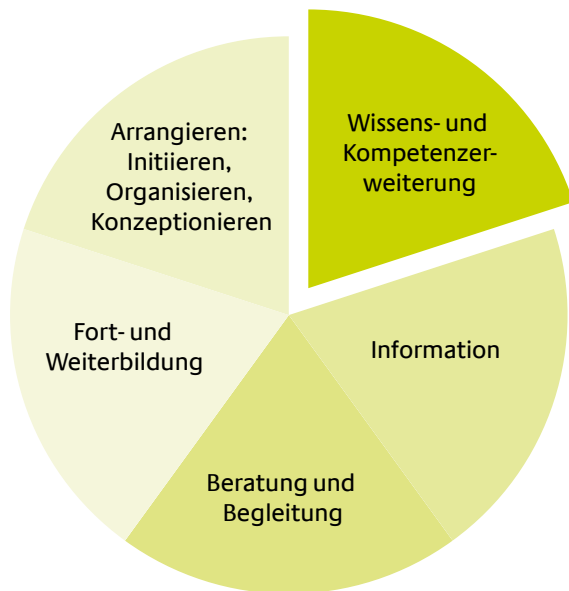 Wissens- und
Kompetenzer-
weiterung
Information
Beratung und
Begleitung
Fort- und
Weiterbildung
Arrangieren:
Initiieren,
Organisieren,
Konzeptionieren